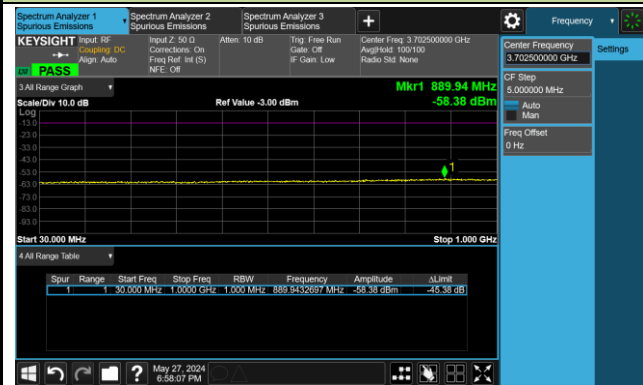 Spectrum Analyzer 1
Spurious Emissions
Spectrum Analyzer 2
Spurious Emissions
Spectrum Analyzer 3
Spurious Emissions
+
Frequency
KEYSIGHT
Input: RF
Coupling: DC
Align: Auto
Input Z: 50 Ω
Corrections: On
Freq Ref: Int (S)
NFE: Off
Atten: 10 dB
Trig: Free Run
Gate: Off
IF Gain: Low
Center Freq: 3.702500000 GHz
Avg|Hold: 100/100
Radio Std: None
PASS
Center Frequency
3.702500000 GHz
Settings
CF Step
5.000000 MHz
Auto
Man
Freq Offset
0 Hz
3 All Range Graph
Mkr1 889.94 MHz
Scale/Div 10.0 dB
Ref Value -3.00 dBm
-58.38 dBm
Log
-13.0
-23.0
-33.0
-43.0
-53.0
-63.0
-73.0
-83.0
-93.0
1
Start 30.000 MHz
Stop 1.000 GHz
4 All Range Table
Spur Range Start Freq Stop Freq RBW Frequency Amplitude ΔLimit
1 1 30.000 MHz 1.0000 GHz 1.000 MHz 889.9432697 MHz -58.38 dBm -45.38 dB
?
May 27, 2024
6:58:07 PM